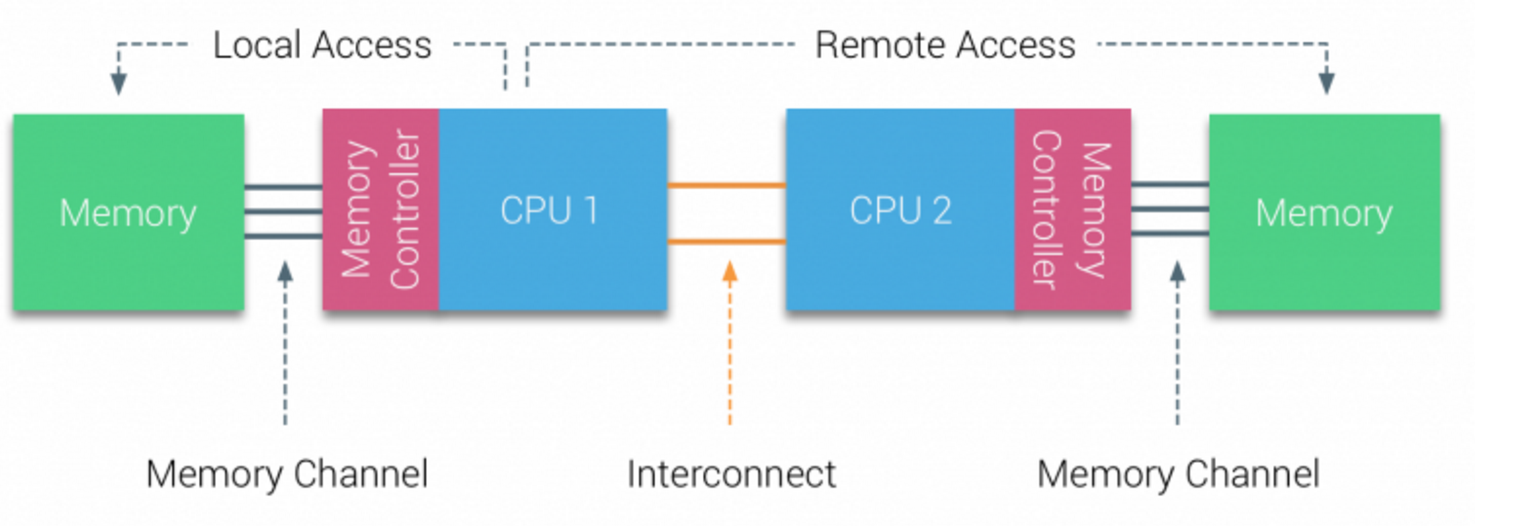 Local Access
Remote Access
Memory
Memory
Controller
CPU 1
CPU 2
Memory
Controller
Memory
Memory Channel
Interconnect
Memory Channel